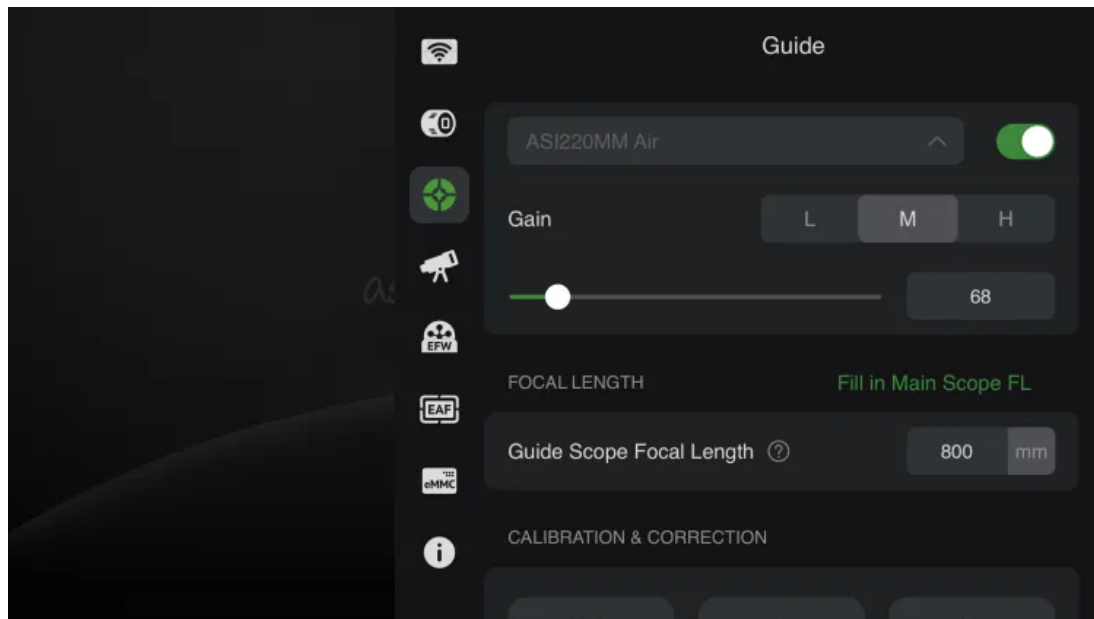 Guide
ASI220MM Air
Gain
L M H
68
FOCAL LENGTH Fill in Main Scope FL
EFW
EAF
Guide Scope Focal Length ? 800 mm
eMMC
CALIBRATION & CORRECTION
i